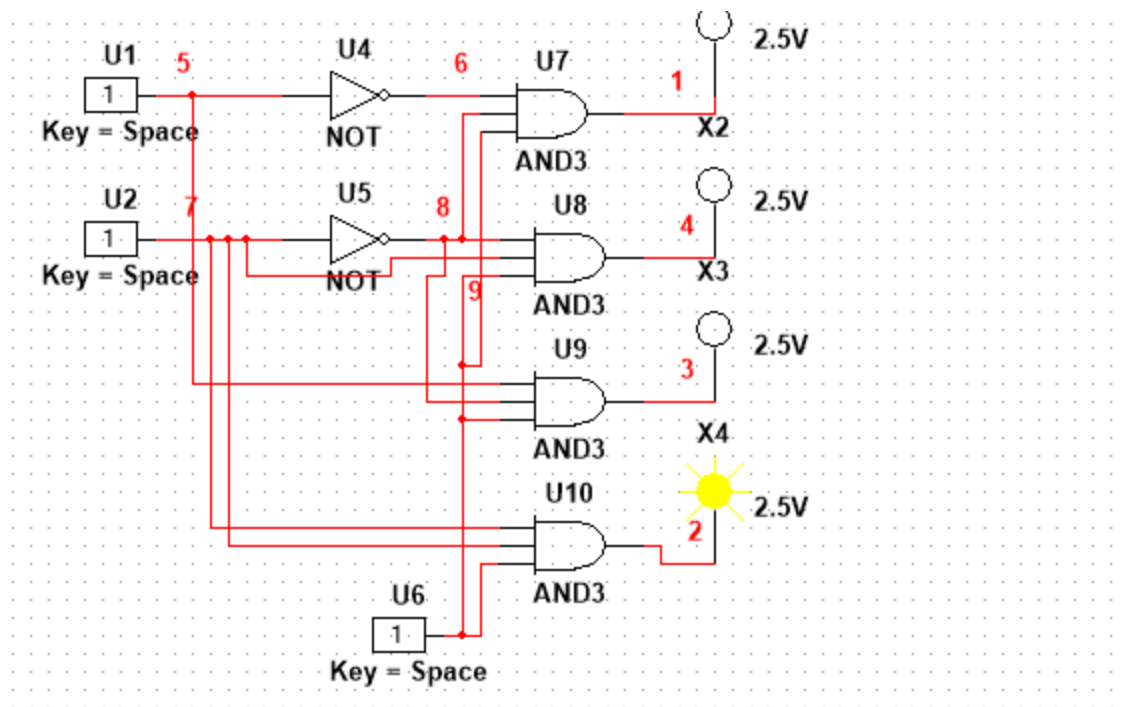 U1
5
1
Key = Space
U4
NOT
6
U7
AND3
1
2.5V
X2
U2
7
1
Key = Space
U5
NOT
8
9
U8
AND3
4
2.5V
X3
U9
AND3
3
2.5V
X4
U10
AND3
2
2.5V
U6
1
Key = Space